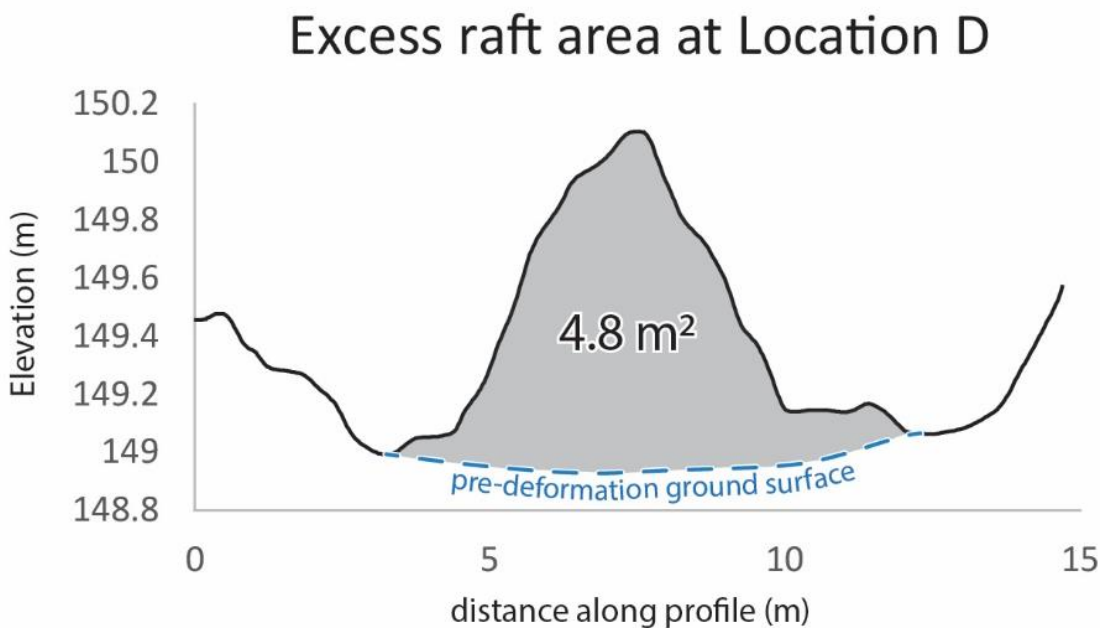 Excess raft area at Location D
150.2
150
149.8
149.6
149.4
149.2
149
148.8
Elevation (m)
4.8 m²
pre-deformation ground surface
0 5 10 15
distance along profile (m)